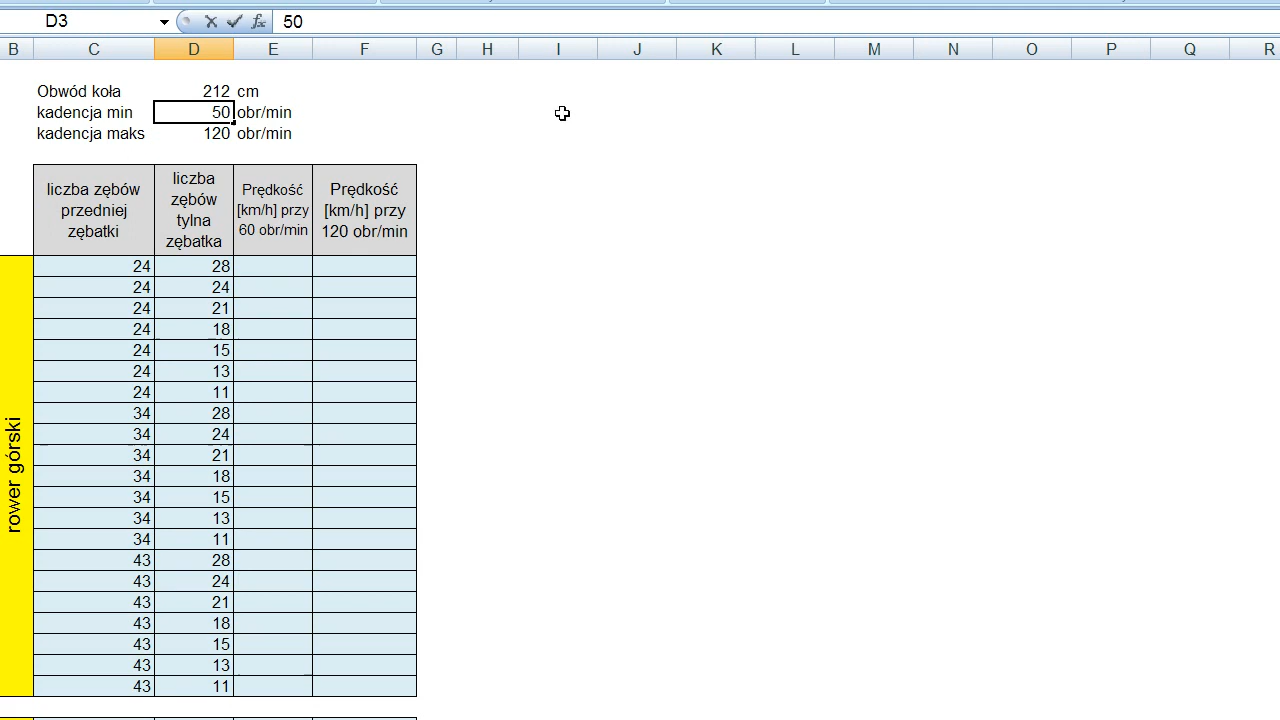 D3 fx 50
B C D E F G H I J K L M N O P Q R
Obwód koła 212 cm
kadencja min 50 obr/min
kadencja maks 120 obr/min
liczba zębów przedniej zębatki
liczba zębów tylna zębatka
Prędkość [km/h] przy 60 obr/min
Prędkość [km/h] przy 120 obr/min
rower górski
24 28
24 24
24 21
24 18
24 15
24 13
24 11
34 28
34 24
34 21
34 18
34 15
34 13
34 11
43 28
43 24
43 21
43 18
43 15
43 13
43 11